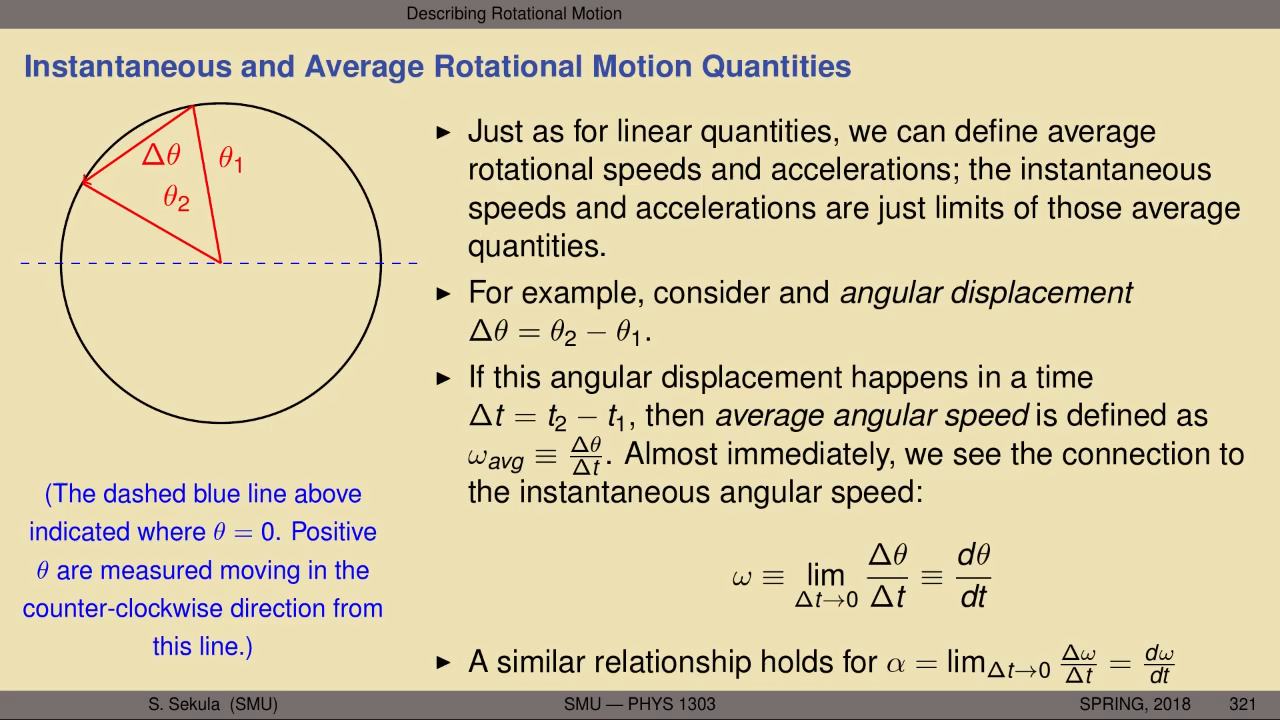 Describing Rotational Motion
Instantaneous and Average Rotational Motion Quantities
Δθ
θ₁
θ₂
(The dashed blue line above
indicated where θ = 0. Positive
θ are measured moving in the
counter-clockwise direction from
this line.)
▶ Just as for linear quantities, we can define average
rotational speeds and accelerations; the instantaneous
speeds and accelerations are just limits of those average
quantities.
▶ For example, consider and angular displacement
Δθ = θ₂ − θ₁.
▶ If this angular displacement happens in a time
Δt = t₂ − t₁, then average angular speed is defined as
ω_avg ≡ Δθ/Δt. Almost immediately, we see the connection to
the instantaneous angular speed:
ω ≡ lim_{Δt→0} Δθ/Δt ≡ dθ/dt
▶ A similar relationship holds for α = lim_{Δt→0} Δω/Δt = dω/dt
S. Sekula (SMU)
SMU — PHYS 1303
SPRING, 2018
321